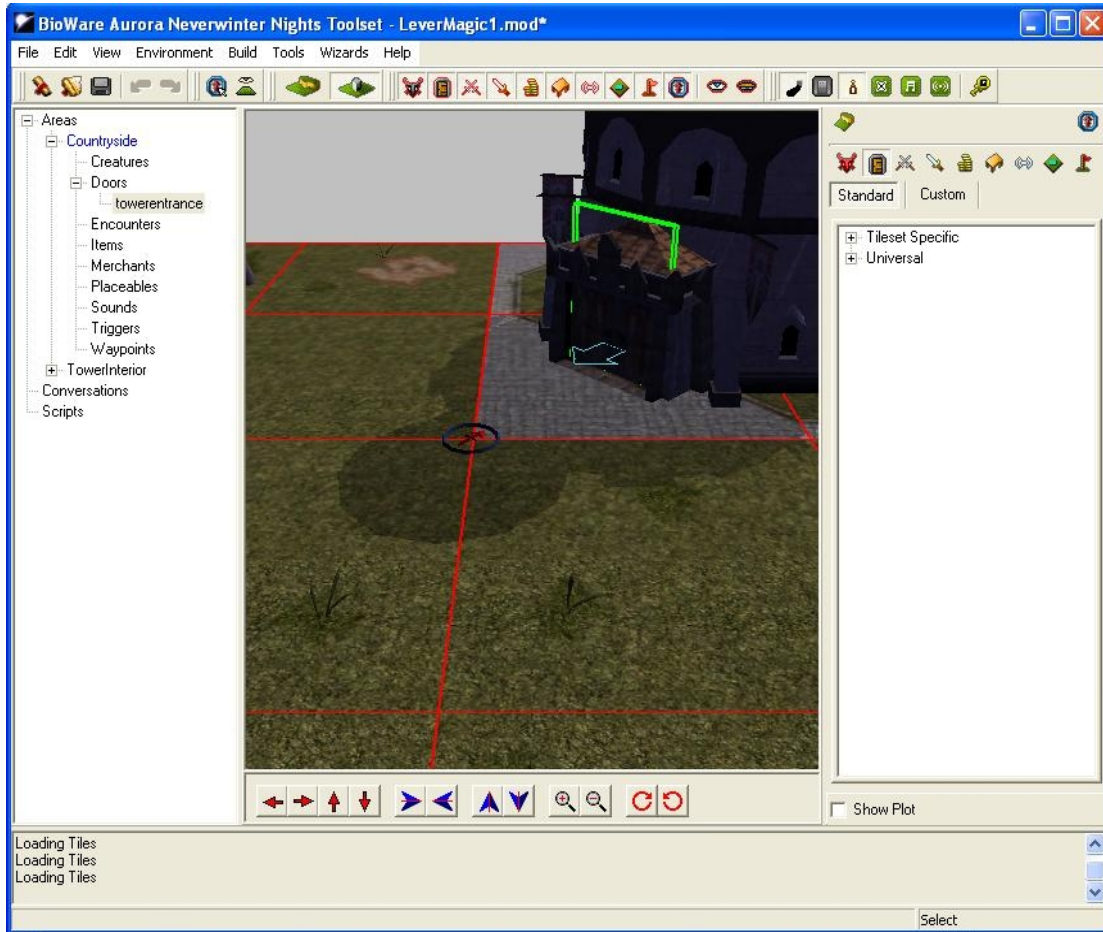 BioWare Aurora Neverwinter Nights Toolset - LeverMagic1.mod*
File Edit View Environment Build Tools Wizards Help
Areas
Countryside
Creatures
Doors
towerentrance
Encounters
Items
Merchants
Placeables
Sounds
Triggers
Waypoints
TowerInterior
Conversations
Scripts
Standard Custom
Tileset Specific
Universal
Show Plot
Loading Tiles
Loading Tiles
Loading Tiles
Select